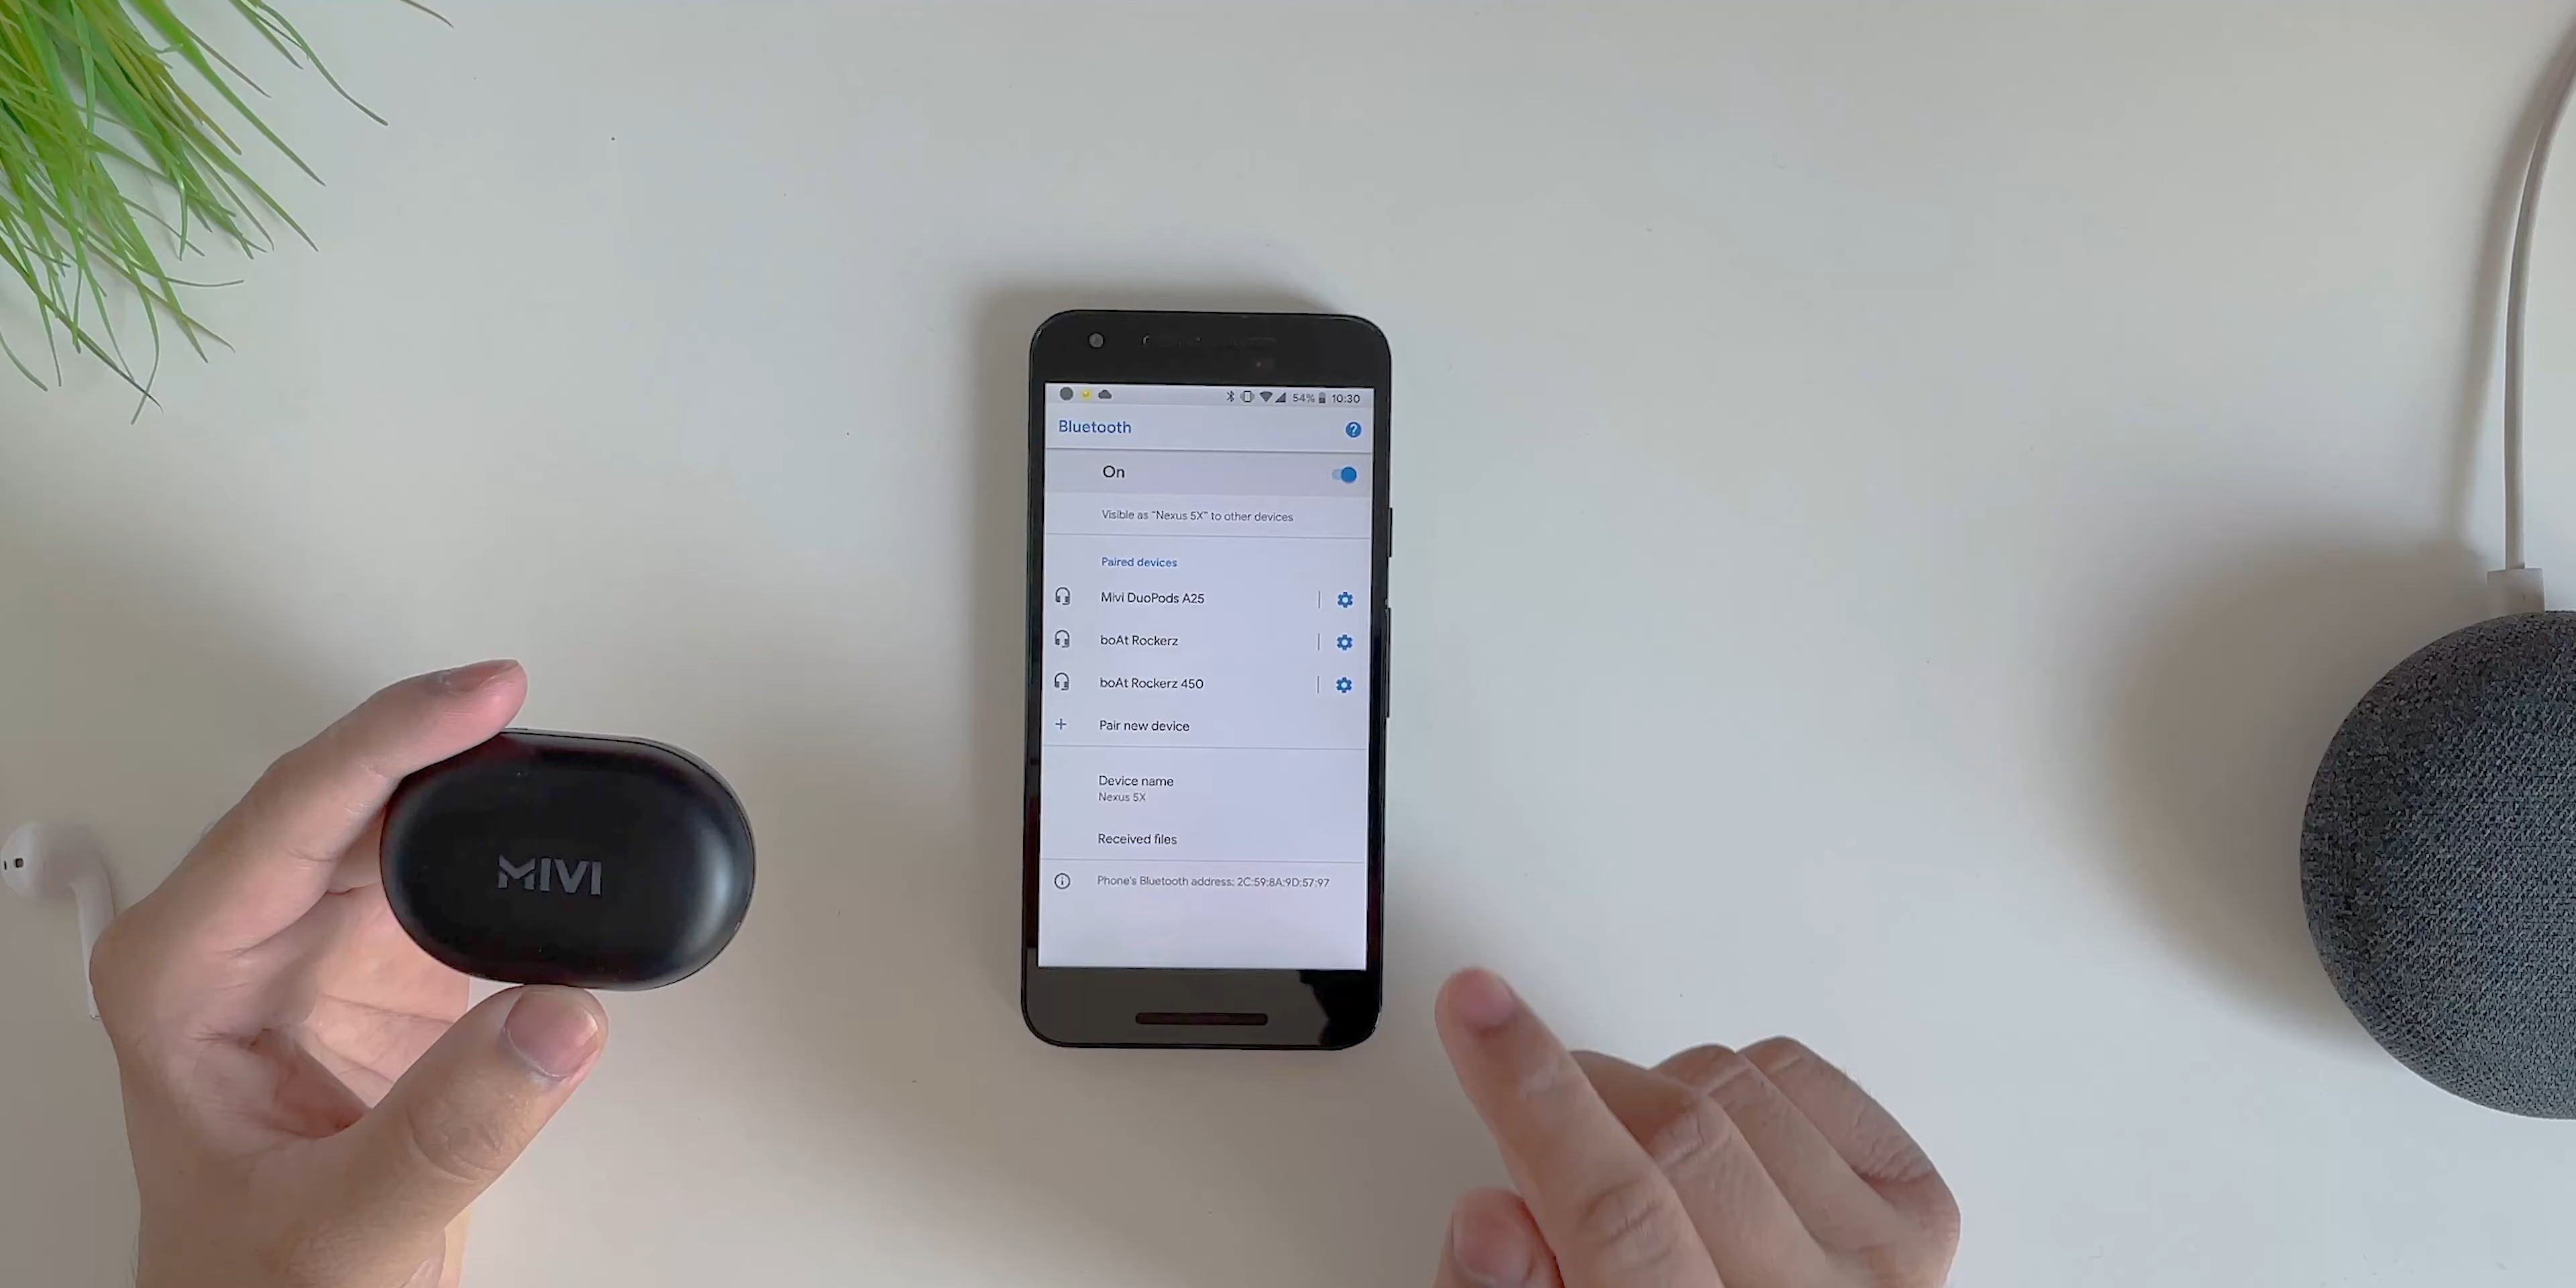 54% 10:30
Bluetooth
On
Visible as "Nexus 5X" to other devices
Paired devices
Mivi DuoPods A25
boAt Rockerz
boAt Rockerz 450
Pair new device
Device name
Nexus 5X
Received files
Phone's Bluetooth address: 2C:59:8A:9D:57:97
MIVI